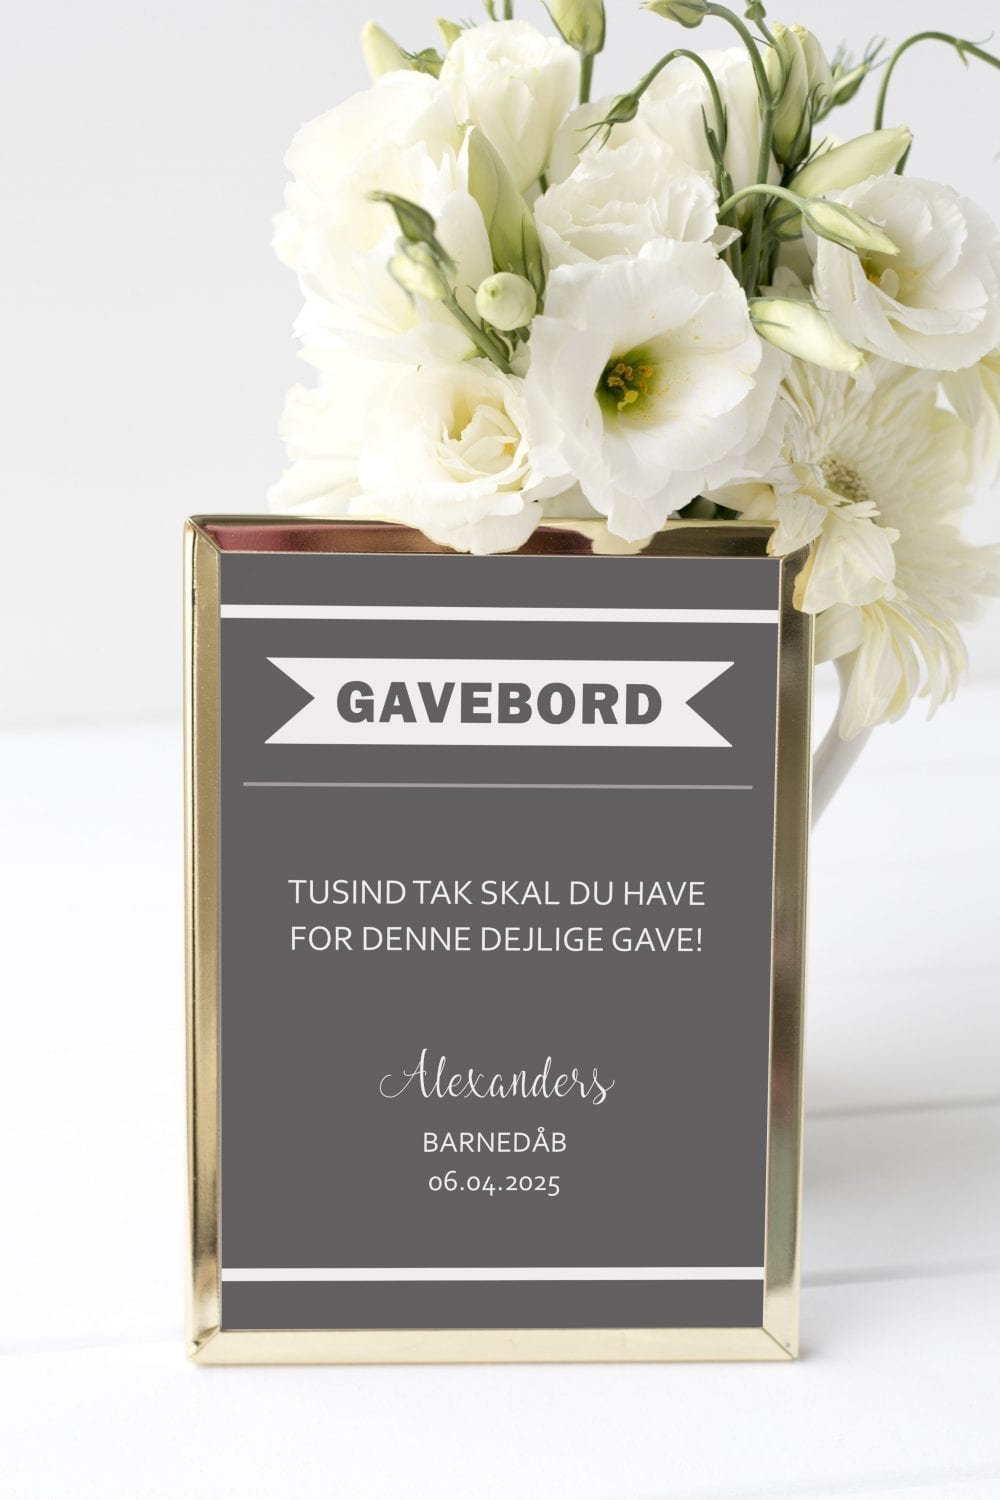 GAVEBORD
TUSIND TAK SKAL DU HAVE
FOR DENNE DEJLIGE GAVE!
Alexanders
BARNEDÅB
06.04.2025